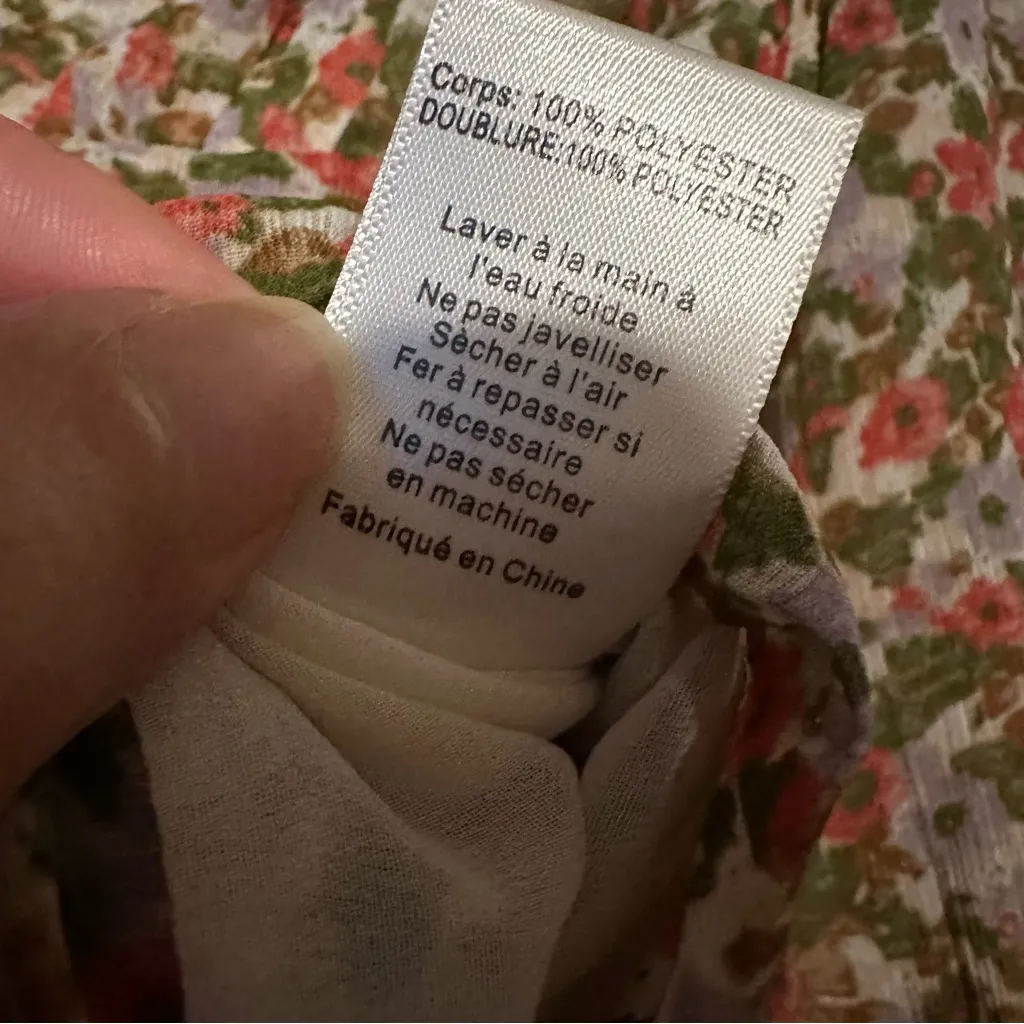 Corps: 100% POLYESTER
DOUBLURE:100% POLYESTER
Laver à la main à
l'eau froide
Ne pas javelliser
Sècher à l'air
Fer à repasser si
nécessaire
Ne pas sécher
en machine
Fabriqué en Chine